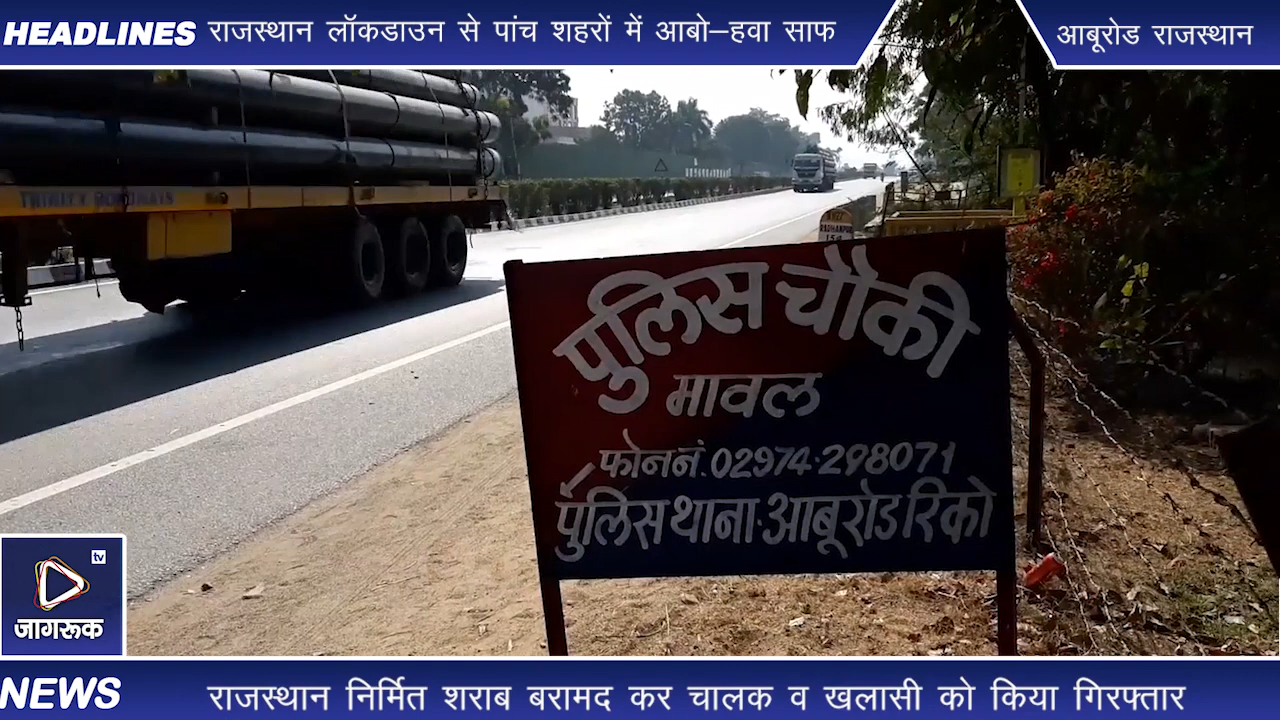 HEADLINES राजस्थान लॉकडाउन से पांच शहरों में आबो–हवा साफ
आबूरोड राजस्थान
पुलिस चौकी
मावल
फोन नं. 02974-298071
पुलिस थाना-आबूरोड रिको
tv
जागरूक
NEWS राजस्थान निर्मित शराब बरामद कर चालक व खलासी को किया गिरफ्तार